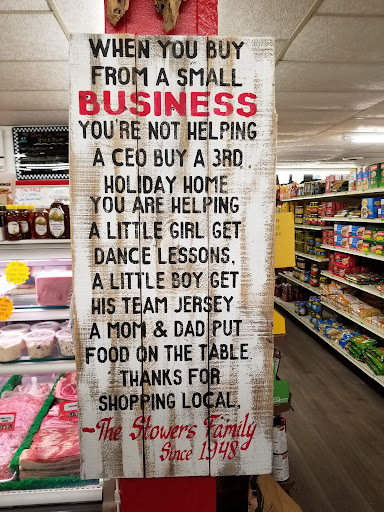 WHEN YOU BUY
FROM A SMALL
BUSINESS
YOU'RE NOT HELPING
A CEO BUY A 3RD
HOLIDAY HOME
YOU ARE HELPING
A LITTLE GIRL GET
DANCE LESSONS,
A LITTLE BOY GET
HIS TEAM JERSEY
A MOM & DAD PUT
FOOD ON THE TABLE.
THANKS FOR
SHOPPING LOCAL.
~The Stowers Family
Since 1948